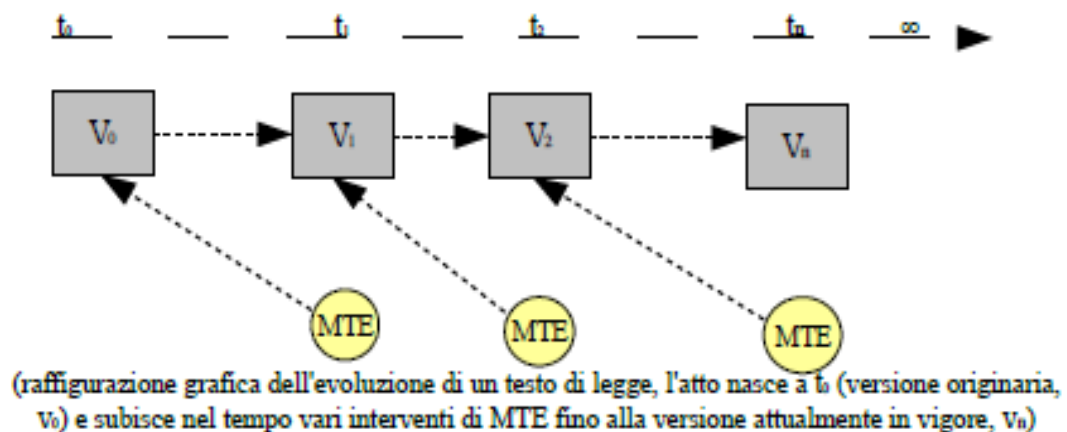 t₀ t₁ t₂ tₙ ∞
V₀ V₁ V₂ Vₙ
MTE MTE MTE
(raffigurazione grafica dell'evoluzione di un testo di legge, l'atto nasce a t₀ (versione originaria,
V₀) e subisce nel tempo vari interventi di MTE fino alla versione attualmente in vigore, Vₙ)